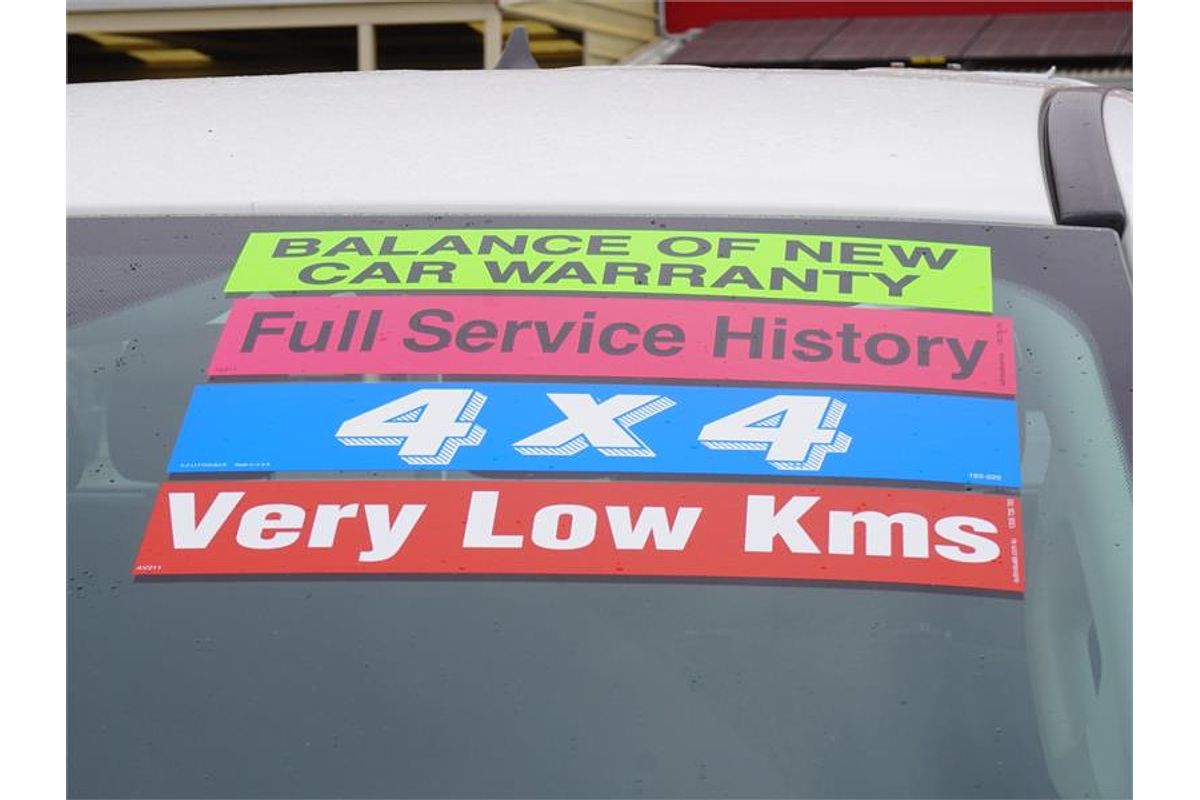 BALANCE OF NEW
CAR WARRANTY
Full Service History
4 X 4
Very Low Kms